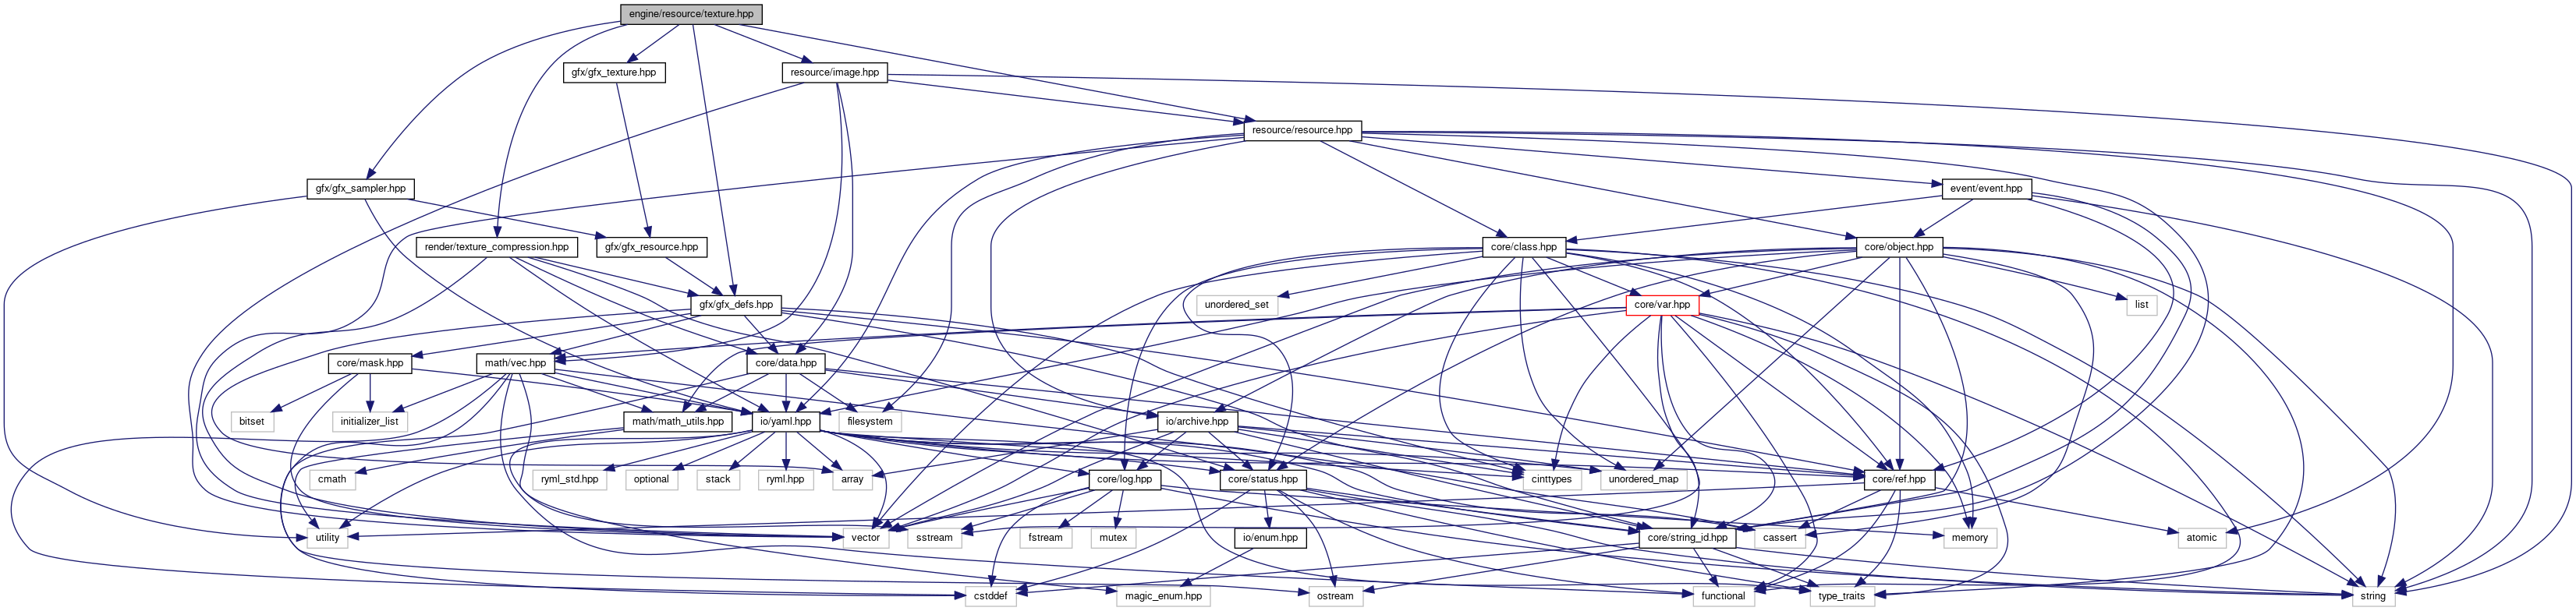 engine/resource/texture.hpp
gfx/gfx_texture.hpp
resource/image.hpp
resource/resource.hpp
gfx/gfx_sampler.hpp
event/event.hpp
render/texture_compression.hpp
gfx/gfx_resource.hpp
core/class.hpp
core/object.hpp
gfx/gfx_defs.hpp
unordered_set
core/var.hpp
list
core/mask.hpp
math/vec.hpp
core/data.hpp
bitset
initializer_list
math/math_utils.hpp
io/yaml.hpp
filesystem
io/archive.hpp
cmath
ryml_std.hpp
optional
stack
ryml.hpp
array
core/log.hpp
core/status.hpp
cinttypes
unordered_map
core/ref.hpp
utility
vector
sstream
fstream
mutex
io/enum.hpp
core/string_id.hpp
cassert
memory
atomic
cstddef
magic_enum.hpp
ostream
functional
type_traits
string